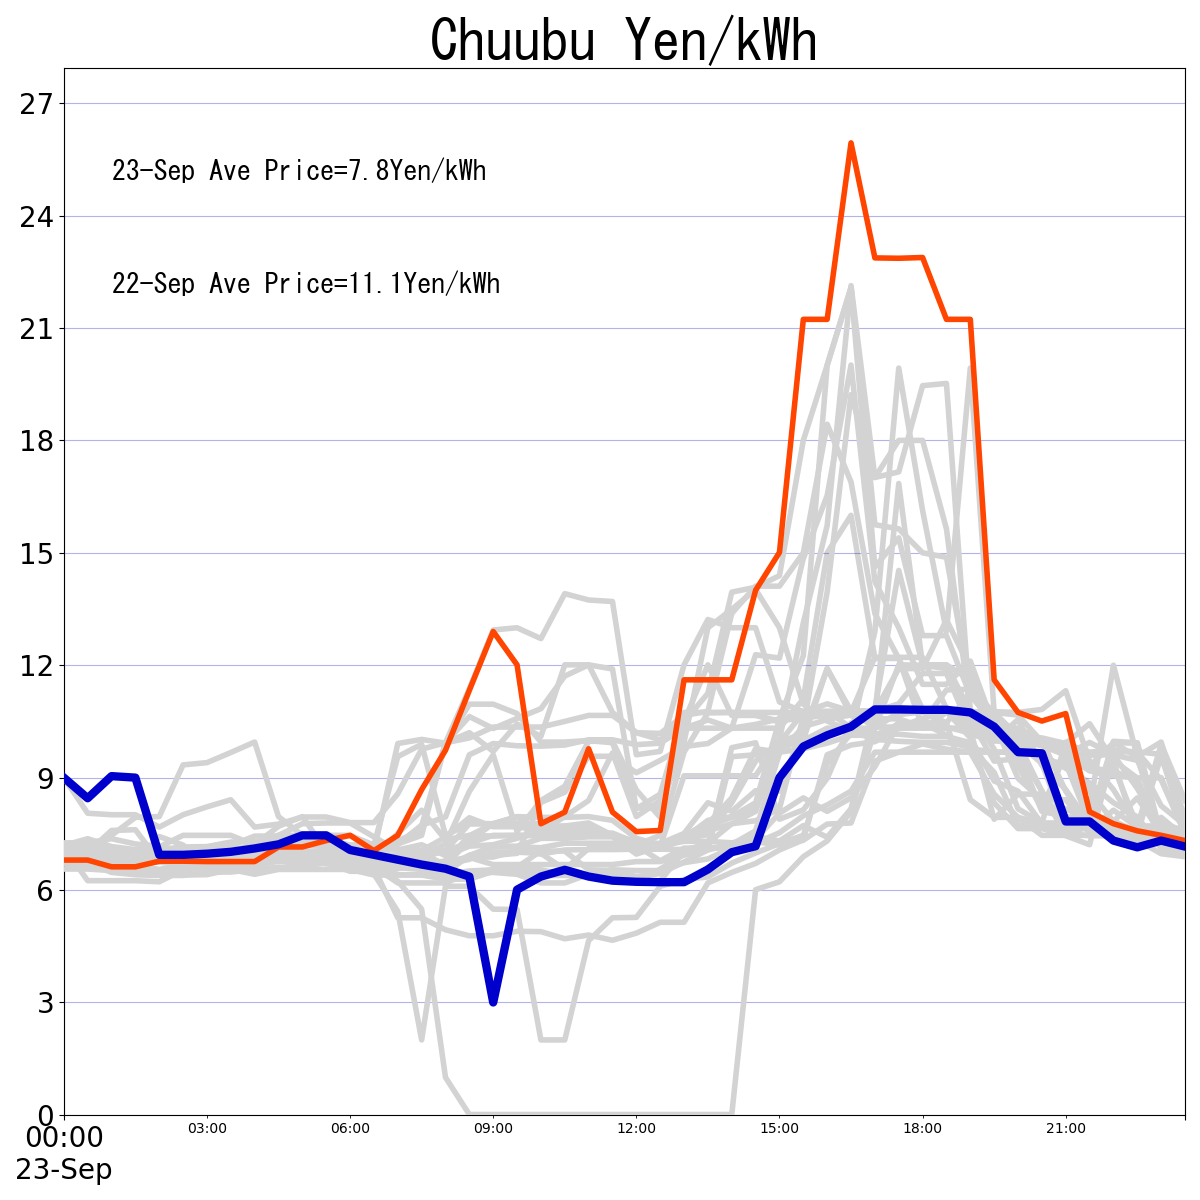 Chuubu Yen/kWh
27
23-Sep Ave Price=7.8Yen/kWh
24
22-Sep Ave Price=11.1Yen/kWh
21
18
15
12
9
6
3
0
00:00 03:00 06:00 09:00 12:00 15:00 18:00 21:00
23-Sep